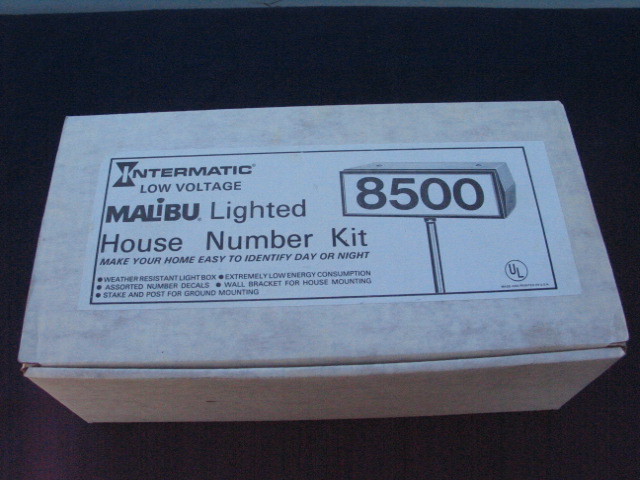 INTERMATIC®
LOW VOLTAGE
MALIBU® Lighted
House Number Kit
MAKE YOUR HOME EASY TO IDENTIFY DAY OR NIGHT
● WEATHER RESISTANT LIGHT BOX ● EXTREMELY LOW ENERGY CONSUMPTION
● ASSORTED NUMBER DECALS ● WALL BRACKET FOR HOUSE MOUNTING
● STAKE AND POST FOR GROUND MOUNTING
8500
UL